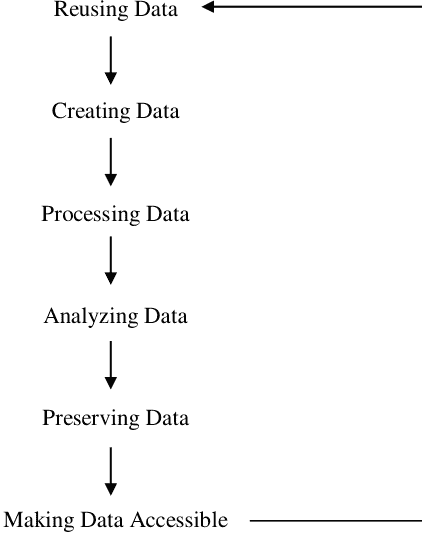 Reusing Data
Creating Data
Processing Data
Analyzing Data
Preserving Data
Making Data Accessible